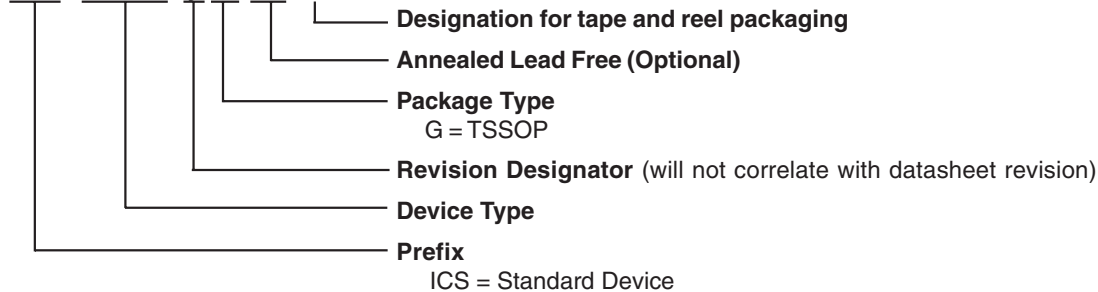 Designation for tape and reel packaging
Annealed Lead Free (Optional)
Package Type
G = TSSOP
Revision Designator (will not correlate with datasheet revision)
Device Type
Prefix
ICS = Standard Device